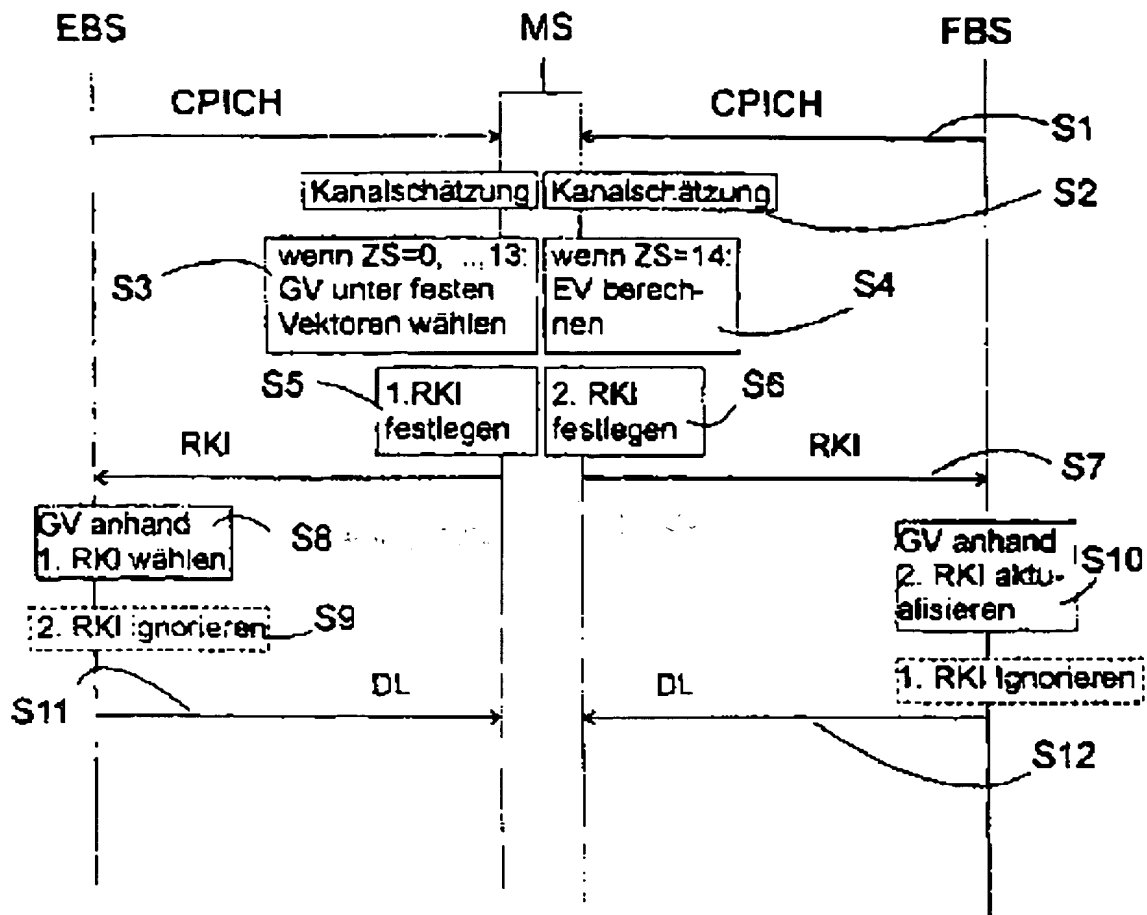 EBS MS FBS
CPICH CPICH
S1
Kanalschätzung Kanalschätzung
S2
S3
wenn ZS=0, ...13:
GV unter festen
Vektoren wählen
wenn ZS=14:
EV berech-
nen
S4
S5
1.RKI
festlegen
2. RKI
festlegen
S6
RKI RKI
S7
GV anhand
1. RKI wählen
S8
GV anhand
2. RKI aktu-
alisieren
S10
2. RKI ignorieren
S9
1. RKI Ignorieren
DL DL
S11
S12